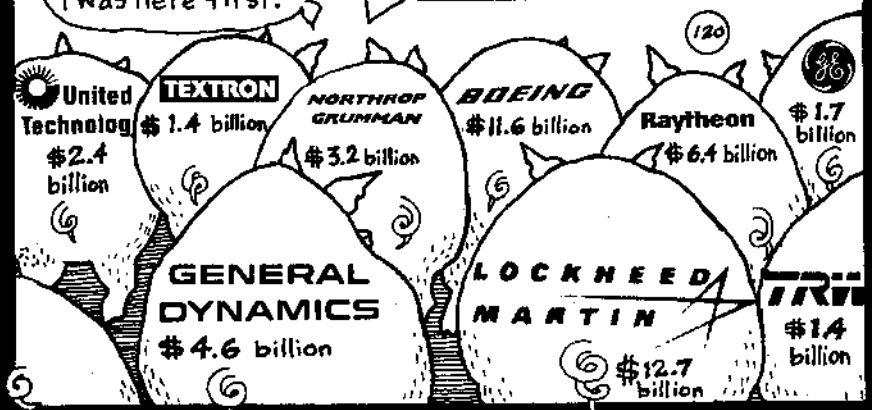 I was here first.
120
United
Technolog
$2.4
billion
TEXTRON
$1.4 billion
NORTHROP
GRUMMAN
$3.2 billion
BOEING
$11.6 billion
Raytheon
$6.4 billion
GE
$1.7
billion
GENERAL
DYNAMICS
$4.6 billion
LOCKHEED
MARTIN
$12.7
billion
TRW
$1.4
billion